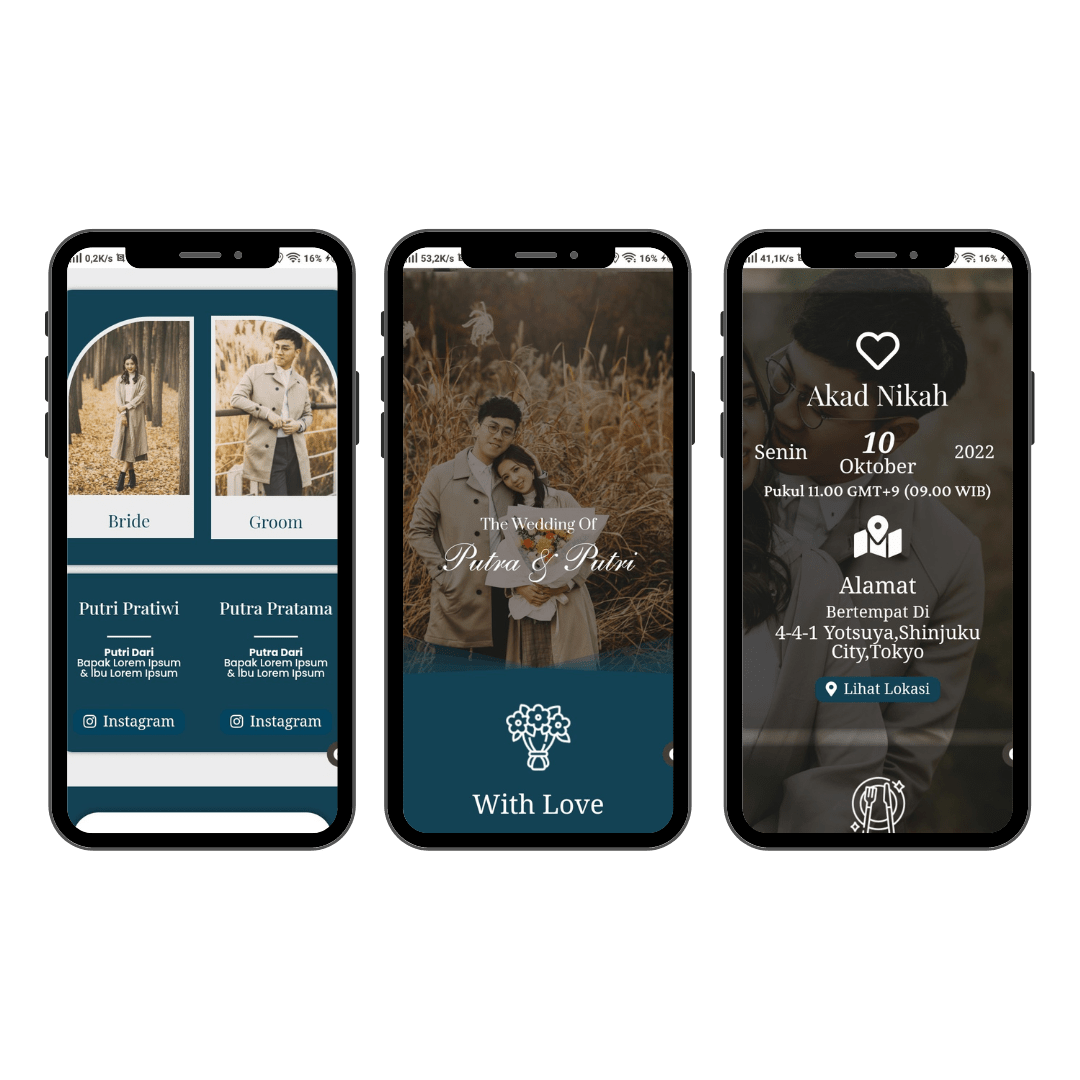 0,2K/s
16%
Bride
Groom
Putri Pratiwi
Putra Pratama
Putri Dari
Bapak Lorem Ipsum
& Ibu Lorem Ipsum
Putra Dari
Bapak Lorem Ipsum
& Ibu Lorem Ipsum
Instagram
Instagram
53,2K/s
16%
The Wedding Of
Putra & Putri
With Love
41,1K/s
16%
Akad Nikah
Senin
10
Oktober
2022
Pukul 11.00 GMT+9 (09.00 WIB)
Alamat
Bertempat Di
4-4-1 Yotsuya,Shinjuku
City,Tokyo
Lihat Lokasi